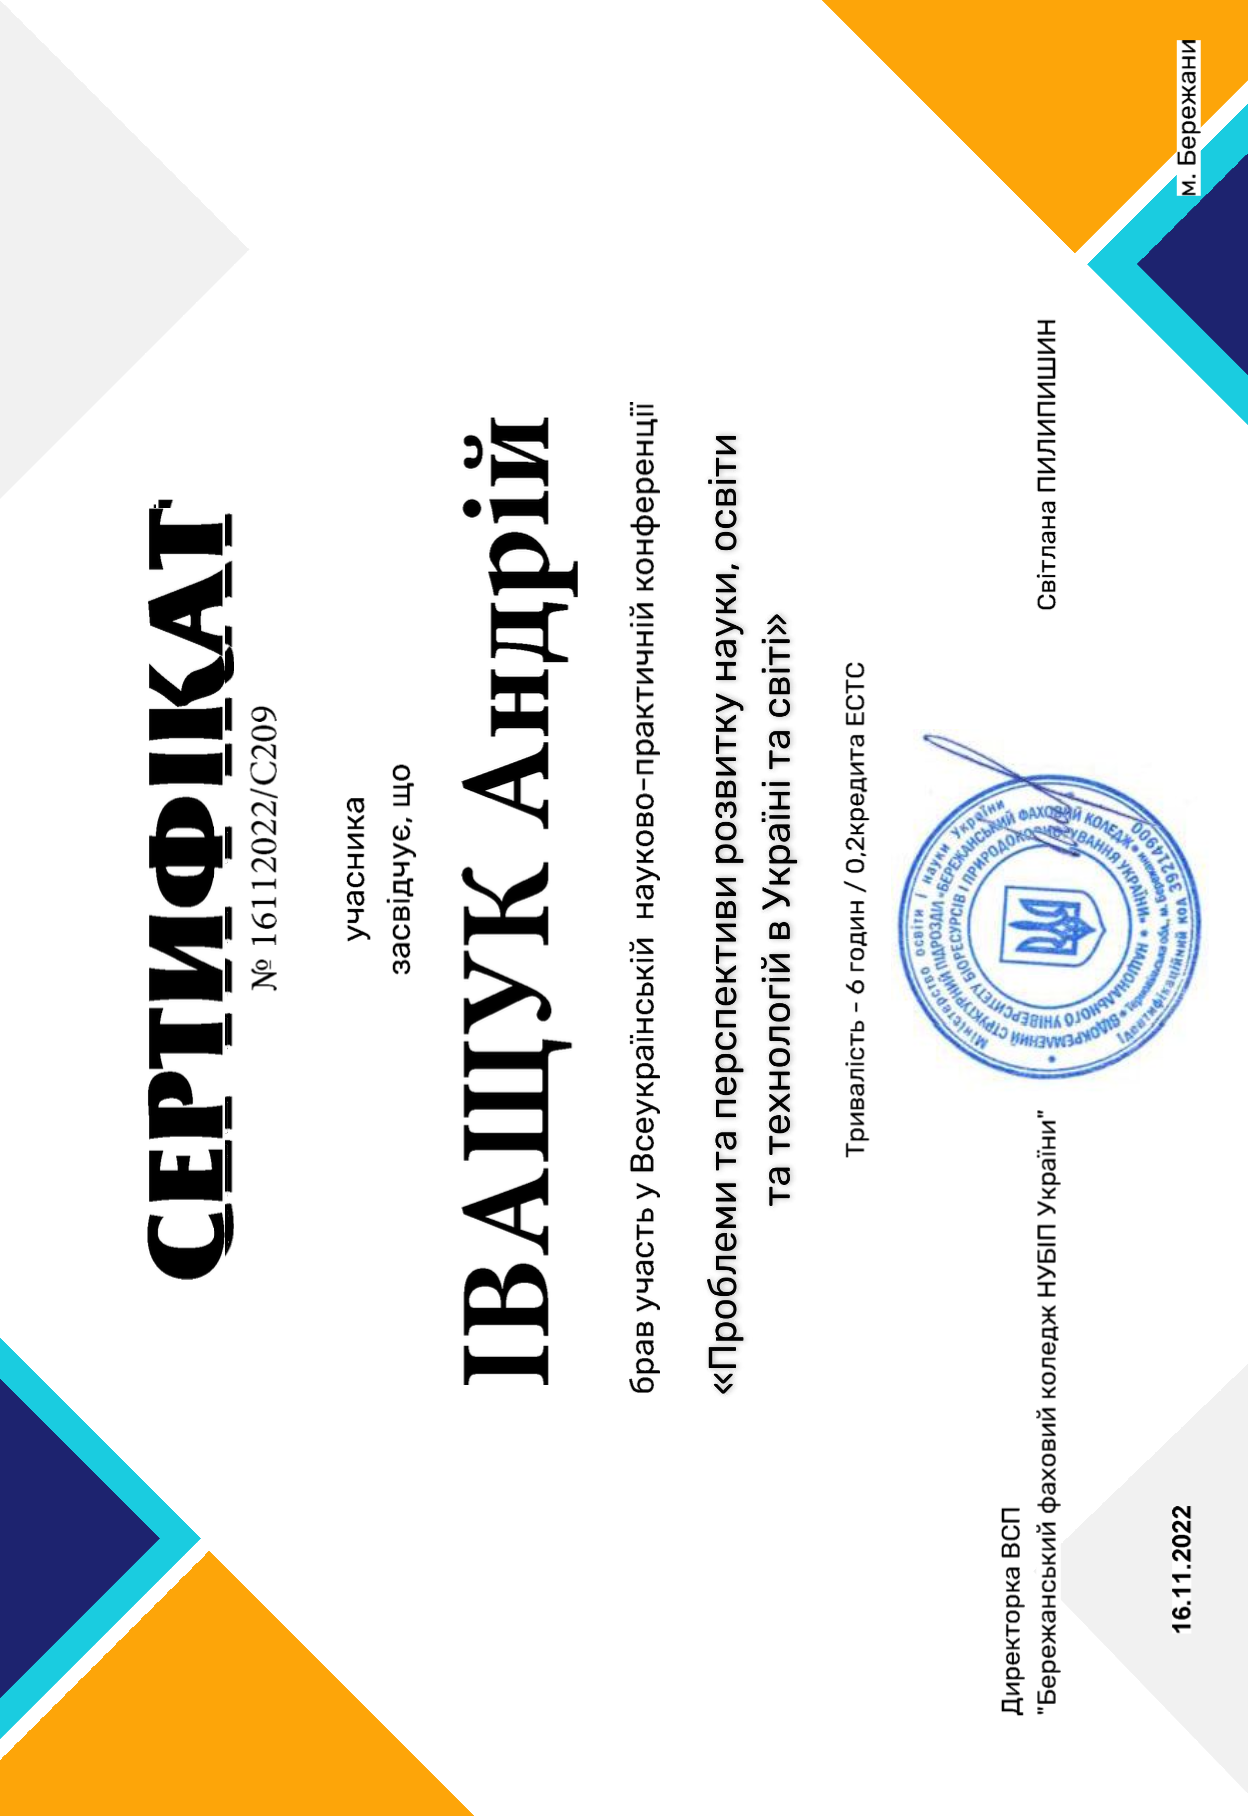 СЕРТИФІКАТ
№ 16112022/С209
учасника
засвідчує, що
ІВАЩУК Андрій
брав участь у Всеукраїнській науково-практичній конференції
«Проблеми та перспективи розвитку науки, освіти
та технологій в Україні та світі»
Тривалість - 6 годин / 0,2кредита ЕСТС
Директорка ВСП
"Бережанський фаховий коледж НУБІП України"
Світлана ПИЛИПИШИН
Міністерство освіти і науки України
ВІДОКРЕМЛЕНИЙ СТРУКТУРНИЙ ПІДРОЗДІЛ «БЕРЕЖАНСЬКИЙ ФАХОВИЙ КОЛЕДЖ»
НАЦІОНАЛЬНОГО УНІВЕРСИТЕТУ БІОРЕСУРСІВ І ПРИРОДОКОРИСТУВАННЯ УКРАЇНИ»
Тернопільська обл., м. Бережани
Ідентифікаційний код 39214900
16.11.2022
м. Бережани